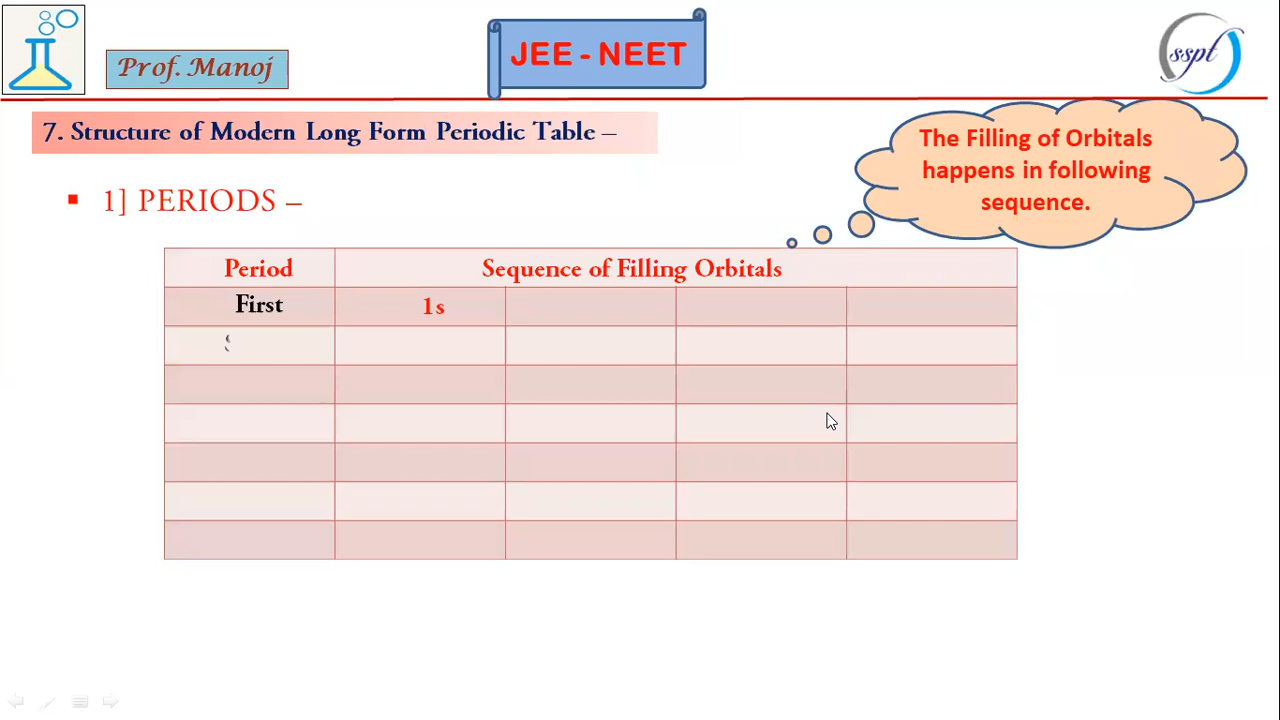 Prof. Manoj
JEE - NEET
sspt
7. Structure of Modern Long Form Periodic Table –
The Filling of Orbitals
happens in following
sequence.
▪ 1] PERIODS –
Period Sequence of Filling Orbitals
First 1s